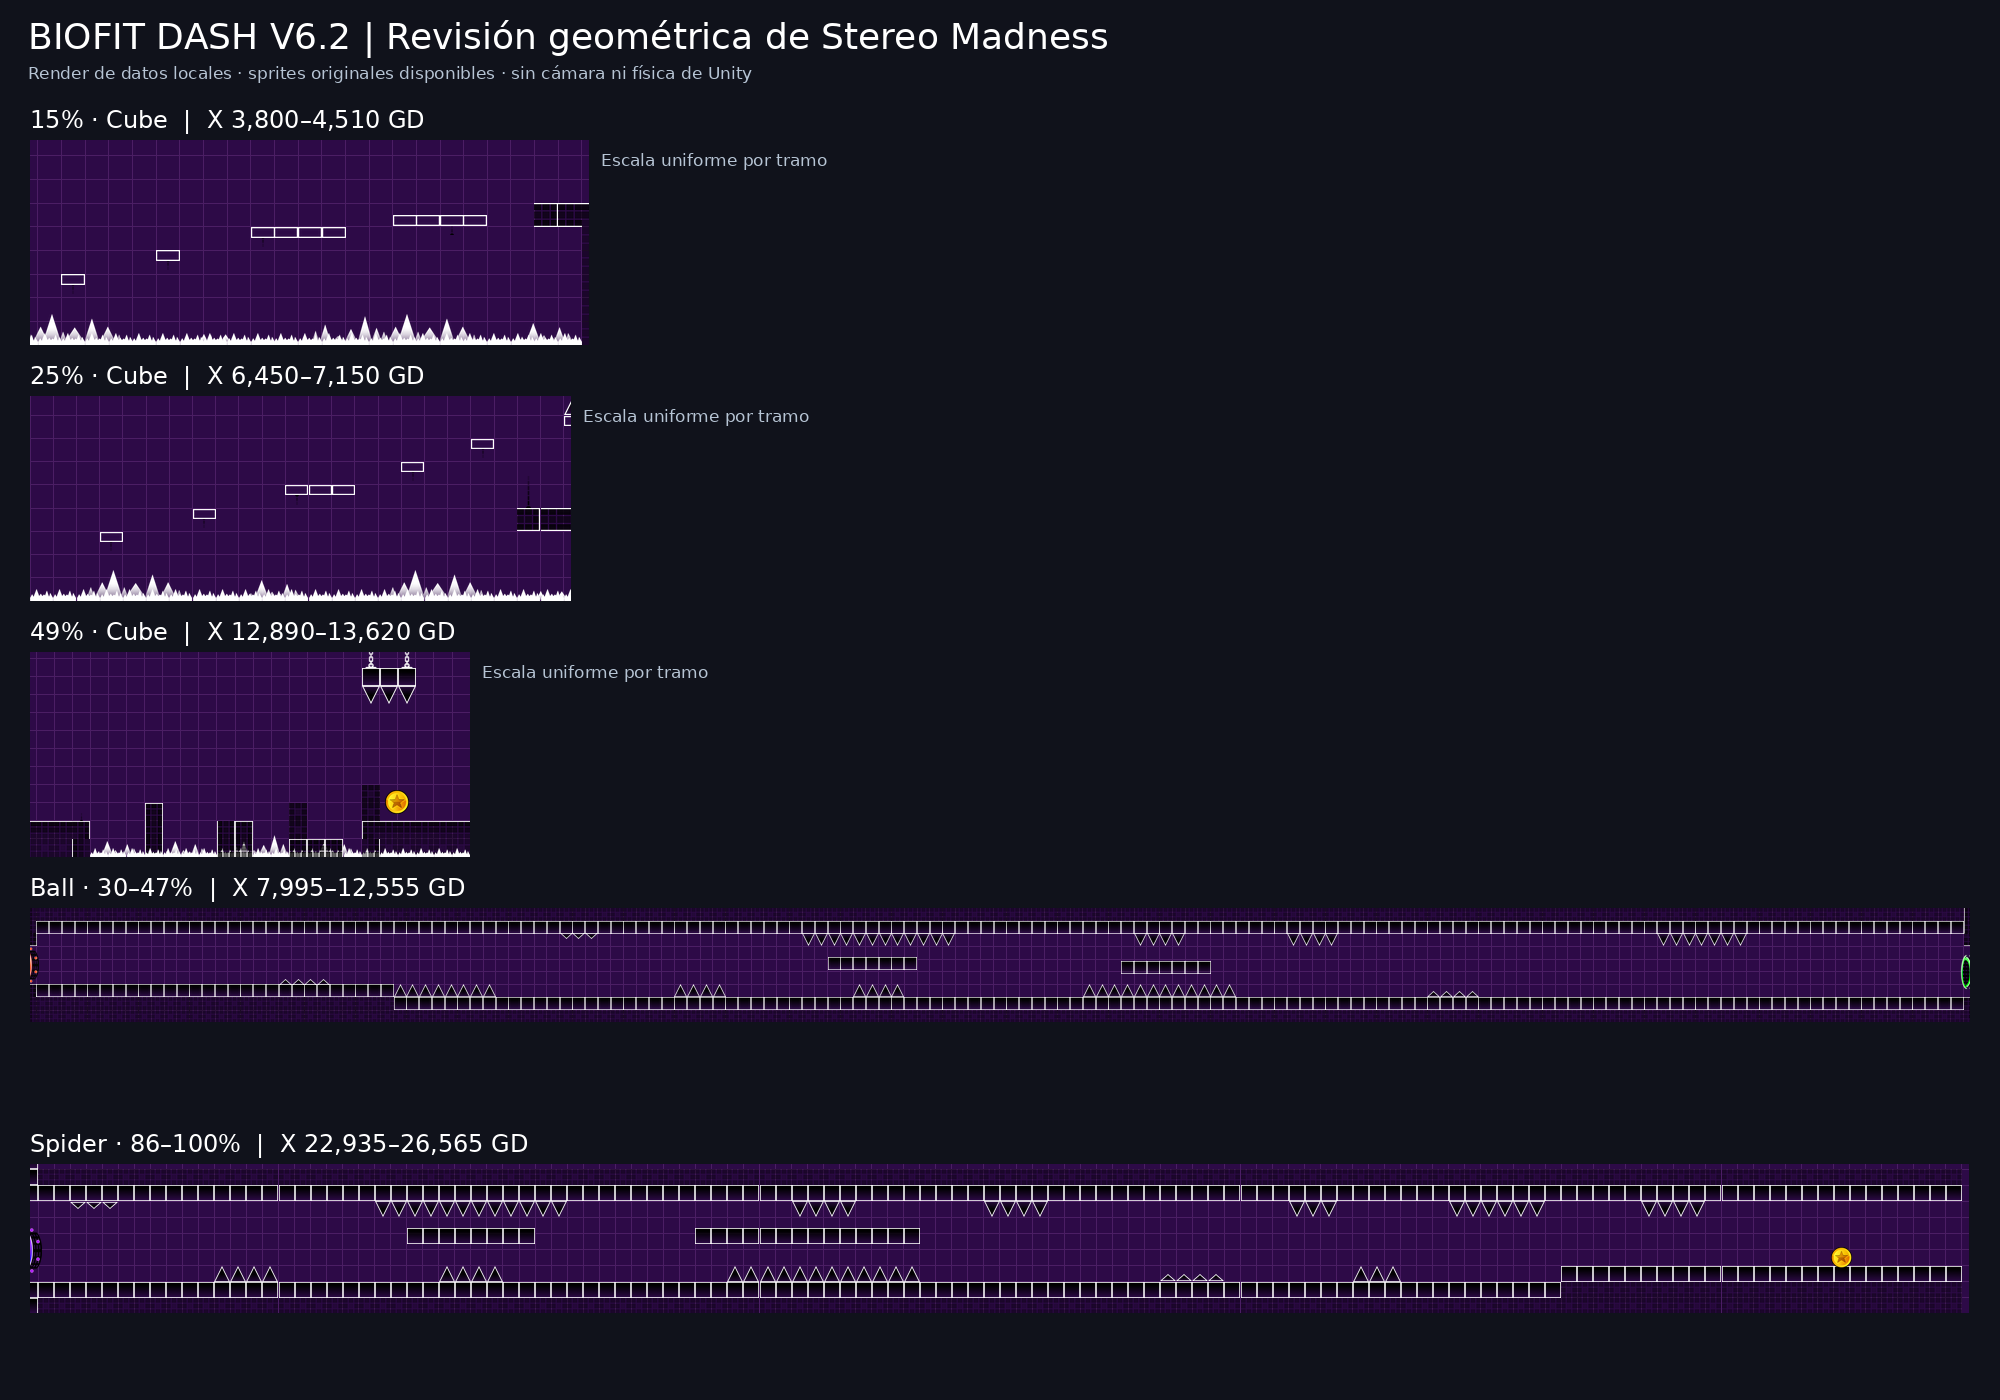 BIOFIT DASH V6.2 | Revisión geométrica de Stereo Madness
Render de datos locales · sprites originales disponibles · sin cámara ni física de Unity
15% · Cube | X 3,800–4,510 GD
Escala uniforme por tramo
25% · Cube | X 6,450–7,150 GD
Escala uniforme por tramo
49% · Cube | X 12,890–13,620 GD
Escala uniforme por tramo
Ball · 30–47% | X 7,995–12,555 GD
Spider · 86–100% | X 22,935–26,565 GD